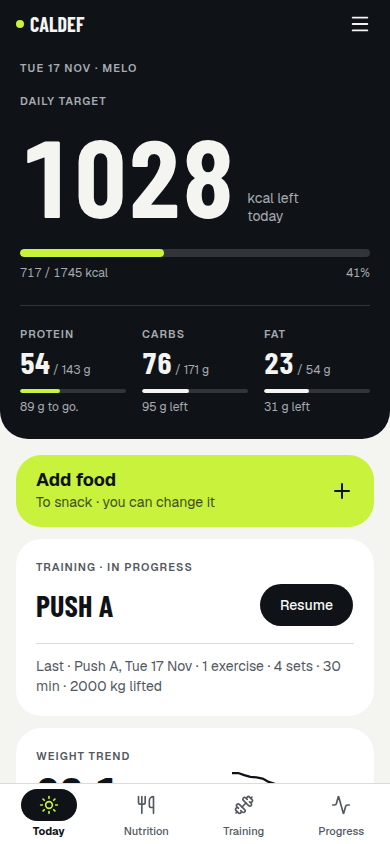 CALDEF
TUE 17 NOV · MELO
DAILY TARGET
1028 kcal left
today
717 / 1745 kcal 41%
PROTEIN CARBS FAT
54 / 143 g 76 / 171 g 23 / 54 g
89 g to go. 95 g left 31 g left
Add food
To snack · you can change it
TRAINING · IN PROGRESS
PUSH A Resume
Last · Push A, Tue 17 Nov · 1 exercise · 4 sets · 30
min · 2000 kg lifted
WEIGHT TREND
Today Nutrition Training Progress